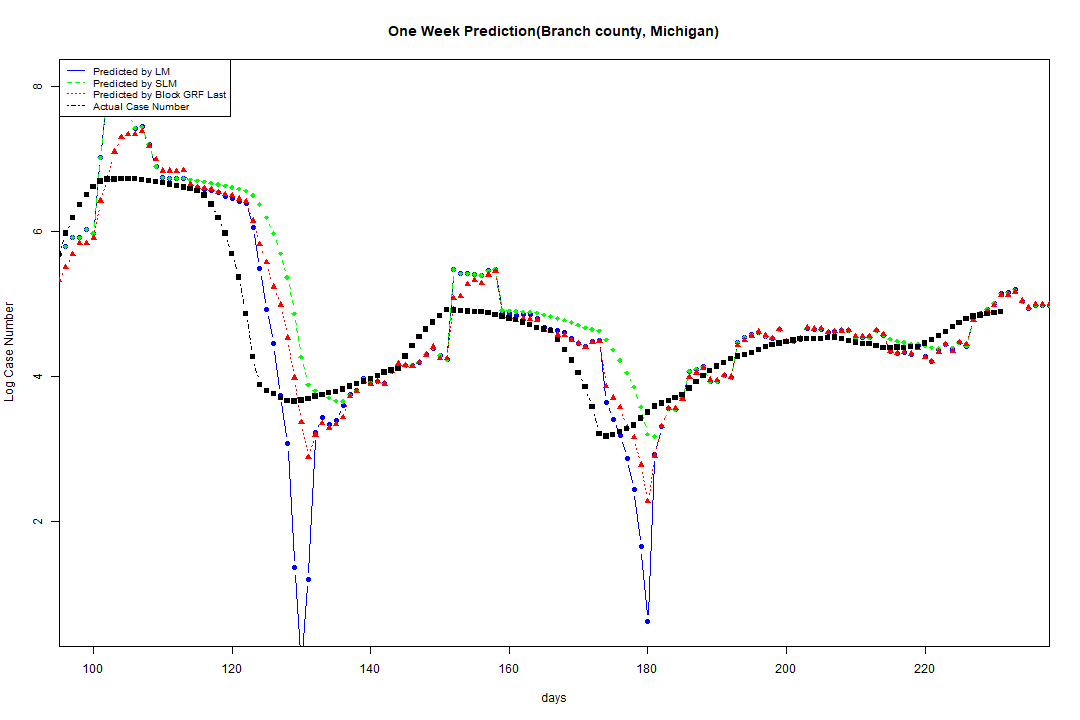 One Week Prediction(Branch county, Michigan)
Predicted by LM
Predicted by SLM
Predicted by Block GRF Last
Actual Case Number
8
6
4
2
Log Case Number
100 120 140 160 180 200 220
days